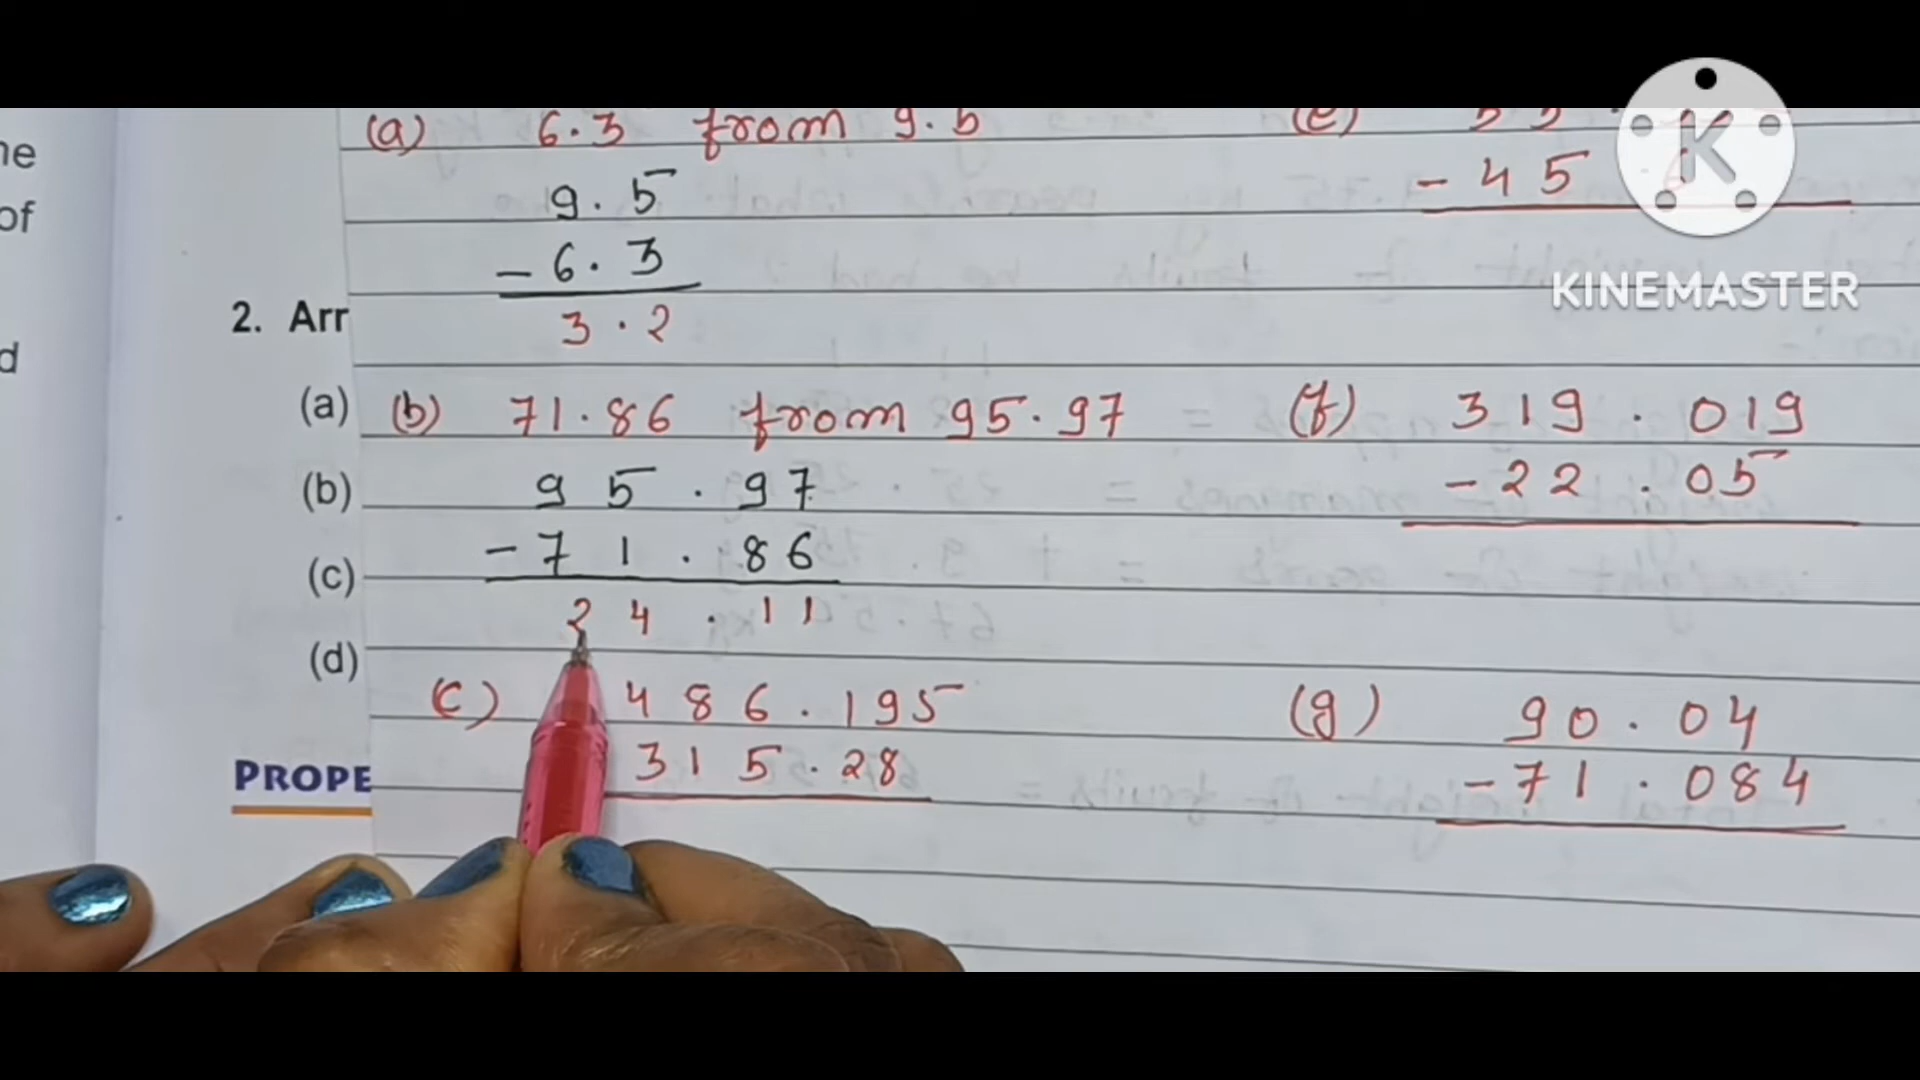 (a) 6.3 from 9.5
9.5
- 6.3
3.2
(b) 71.86 from 95.97
95.97
- 71.86
24.11
(c) 486.195
315.28
(e)
- 45
(f) 319.019
- 22.05
(g) 90.04
- 71.084
2. Arr
(a)
(b)
(c)
(d)
PROPE
of
d
KINEMASTER